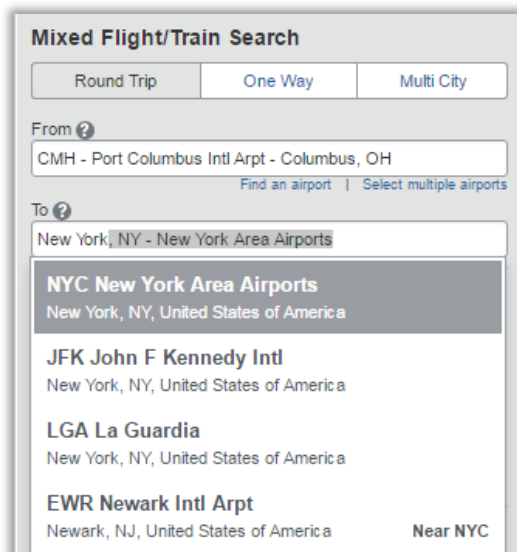 Mixed Flight/Train Search
Round Trip One Way Multi City
From ?
CMH - Port Columbus Intl Arpt - Columbus, OH
Find an airport | Select multiple airports
To ?
New York, NY - New York Area Airports
NYC New York Area Airports
New York, NY, United States of America
JFK John F Kennedy Intl
New York, NY, United States of America
LGA La Guardia
New York, NY, United States of America
EWR Newark Intl Arpt
Newark, NJ, United States of America Near NYC